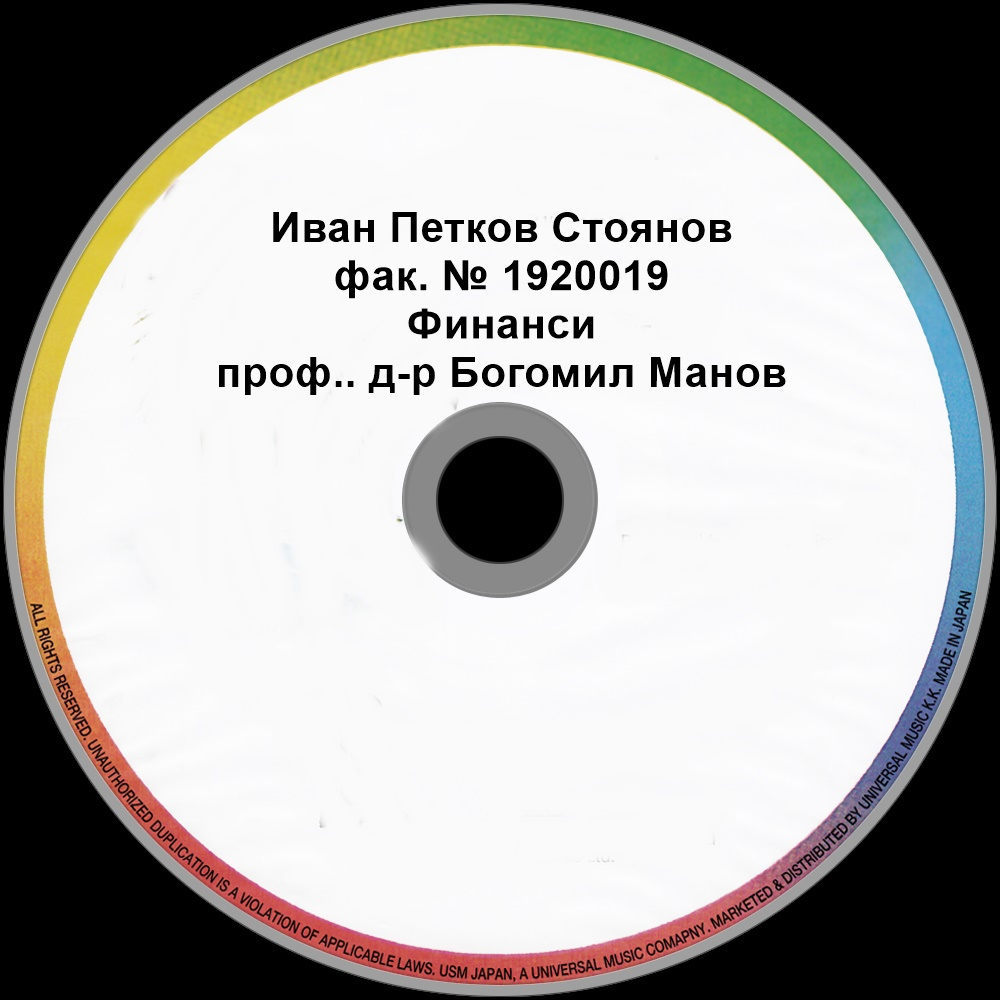 Иван Петков Стоянов
фак. № 1920019
Финанси
проф.. д-р Богомил Манов
ALL RIGHTS RESERVED. UNAUTHORIZED DUPLICATION IS A VIOLATION OF APPLICABLE LAWS. USM JAPAN, A UNIVERSAL MUSIC COMAPNY. MARKETED & DISTRIBUTED BY UNIVERSAL MUSIC K.K. MADE IN JAPAN